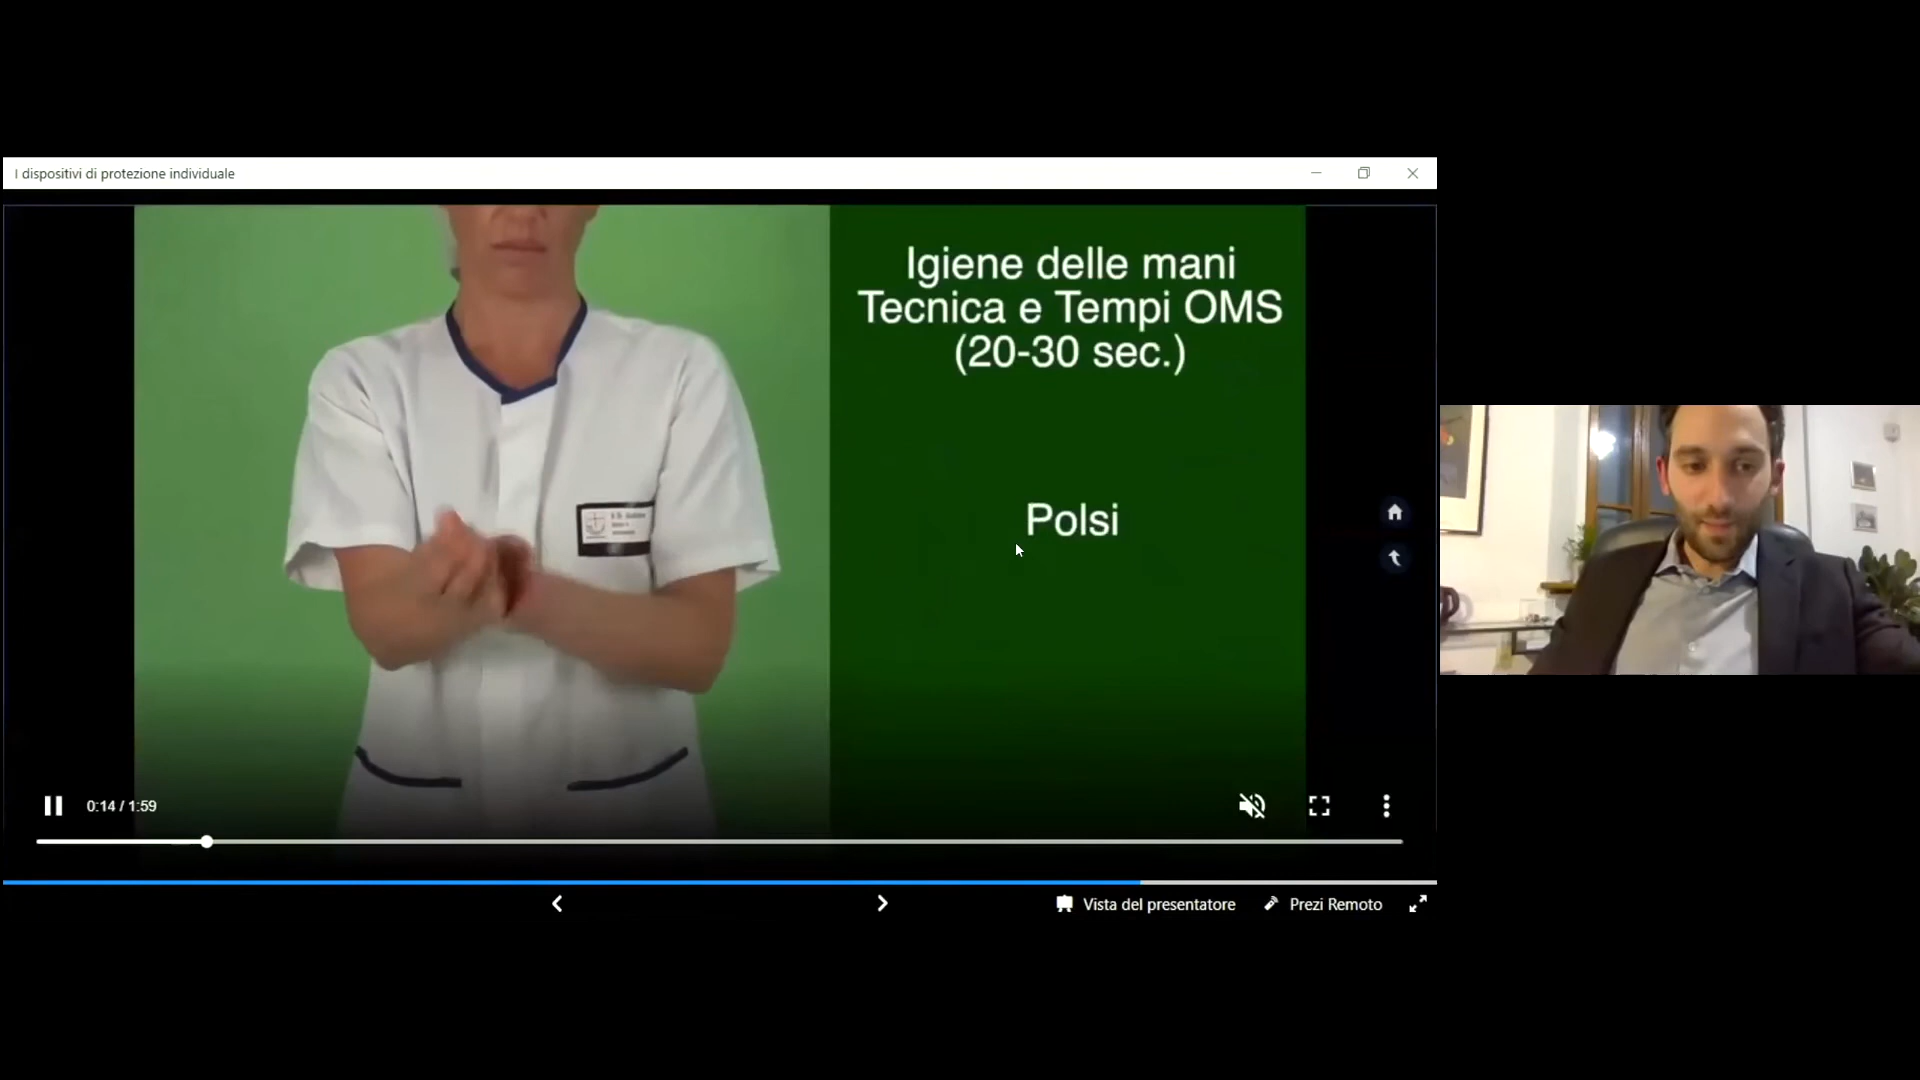 I dispositivi di protezione individuale
Igiene delle mani
Tecnica e Tempi OMS
(20-30 sec.)
Polsi
0:14 / 1:59
Vista del presentatore
Prezi Remoto